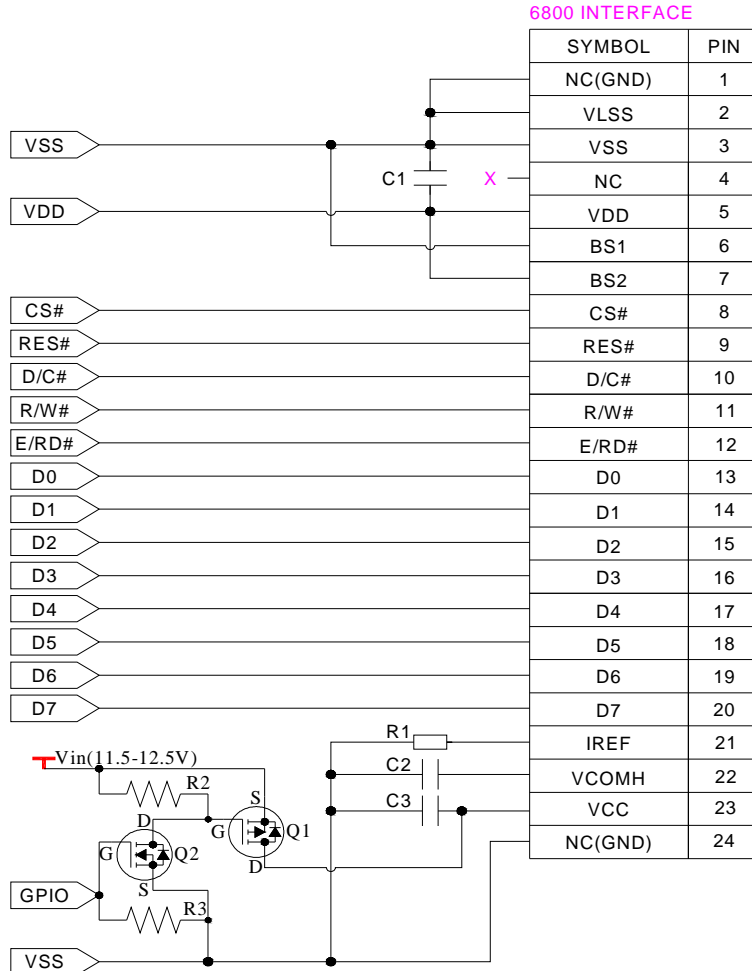 6800 INTERFACE
SYMBOL PIN
NC(GND) 1
VLSS 2
VSS VSS 3
C1 X NC 4
VDD VDD 5
BS1 6
BS2 7
CS# CS# 8
RES# RES# 9
D/C# D/C# 10
R/W# R/W# 11
E/RD# E/RD# 12
D0 D0 13
D1 D1 14
D2 D2 15
D3 D3 16
D4 D4 17
D5 D5 18
D6 D6 19
D7 D7 20
R1 IREF 21
Vin(11.5-12.5V) C2 VCOMH 22
R2 S C3 VCC 23
D G Q1 NC(GND) 24
G Q2 D
GPIO S R3
VSS